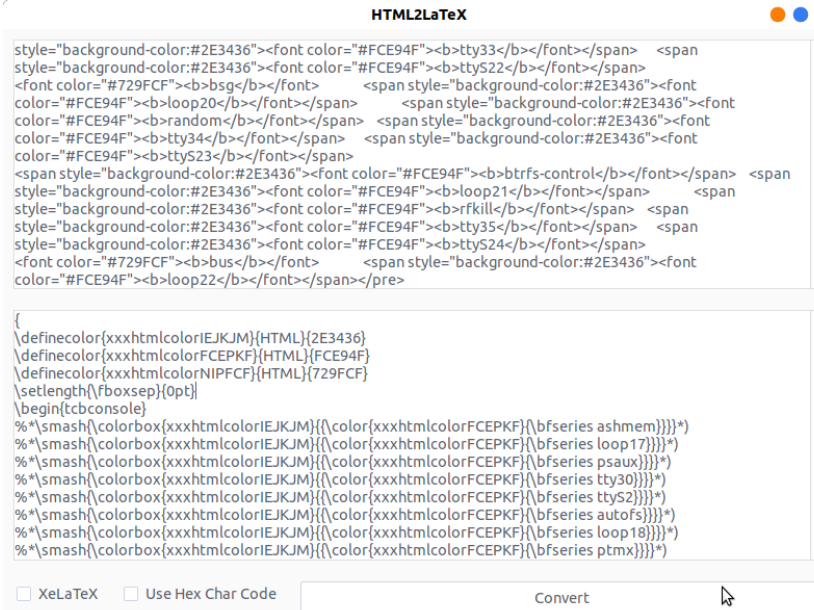 HTML2LaTeX
style="background-color:#2E3436"><font color="#FCE94F"><b>tty33</b></font></span> <span
style="background-color:#2E3436"><font color="#FCE94F"><b>ttyS22</b></font></span>
<font color="#729FCF"><b>bsg</b></font> <span style="background-color:#2E3436"><font
color="#FCE94F"><b>loop20</b></font></span> <span style="background-color:#2E3436"><font
color="#FCE94F"><b>random</b></font></span> <span style="background-color:#2E3436"><font
color="#FCE94F"><b>tty34</b></font></span> <span style="background-color:#2E3436"><font
color="#FCE94F"><b>ttyS23</b></font></span>
<span style="background-color:#2E3436"><font color="#FCE94F"><b>btrfs-control</b></font></span> <span
style="background-color:#2E3436"><font color="#FCE94F"><b>loop21</b></font></span> <span
style="background-color:#2E3436"><font color="#FCE94F"><b>rfkill</b></font></span> <span
style="background-color:#2E3436"><font color="#FCE94F"><b>tty35</b></font></span> <span
style="background-color:#2E3436"><font color="#FCE94F"><b>ttyS24</b></font></span>
<font color="#729FCF"><b>bus</b></font> <span style="background-color:#2E3436"><font
color="#FCE94F"><b>loop22</b></font></span></pre>
{
\definecolor{xxxhtmlcolorIEJKJM}{HTML}{2E3436}
\definecolor{xxxhtmlcolorFCEPKF}{HTML}{FCE94F}
\definecolor{xxxhtmlcolorNIPFCF}{HTML}{729FCF}
\setlength{\fboxsep}{0pt}
\begin{tcbconsole}
%*\smash{\colorbox{xxxhtmlcolorIEJKJM}{{\color{xxxhtmlcolorFCEPKF}{\bfseries ashmem}}}}*)
%*\smash{\colorbox{xxxhtmlcolorIEJKJM}{{\color{xxxhtmlcolorFCEPKF}{\bfseries loop17}}}}*)
%*\smash{\colorbox{xxxhtmlcolorIEJKJM}{{\color{xxxhtmlcolorFCEPKF}{\bfseries psaux}}}}*)
%*\smash{\colorbox{xxxhtmlcolorIEJKJM}{{\color{xxxhtmlcolorFCEPKF}{\bfseries tty30}}}}*)
%*\smash{\colorbox{xxxhtmlcolorIEJKJM}{{\color{xxxhtmlcolorFCEPKF}{\bfseries ttyS2}}}}*)
%*\smash{\colorbox{xxxhtmlcolorIEJKJM}{{\color{xxxhtmlcolorFCEPKF}{\bfseries autofs}}}}*)
%*\smash{\colorbox{xxxhtmlcolorIEJKJM}{{\color{xxxhtmlcolorFCEPKF}{\bfseries loop18}}}}*)
%*\smash{\colorbox{xxxhtmlcolorIEJKJM}{{\color{xxxhtmlcolorFCEPKF}{\bfseries ptmx}}}}*)
XeLaTeX Use Hex Char Code Convert